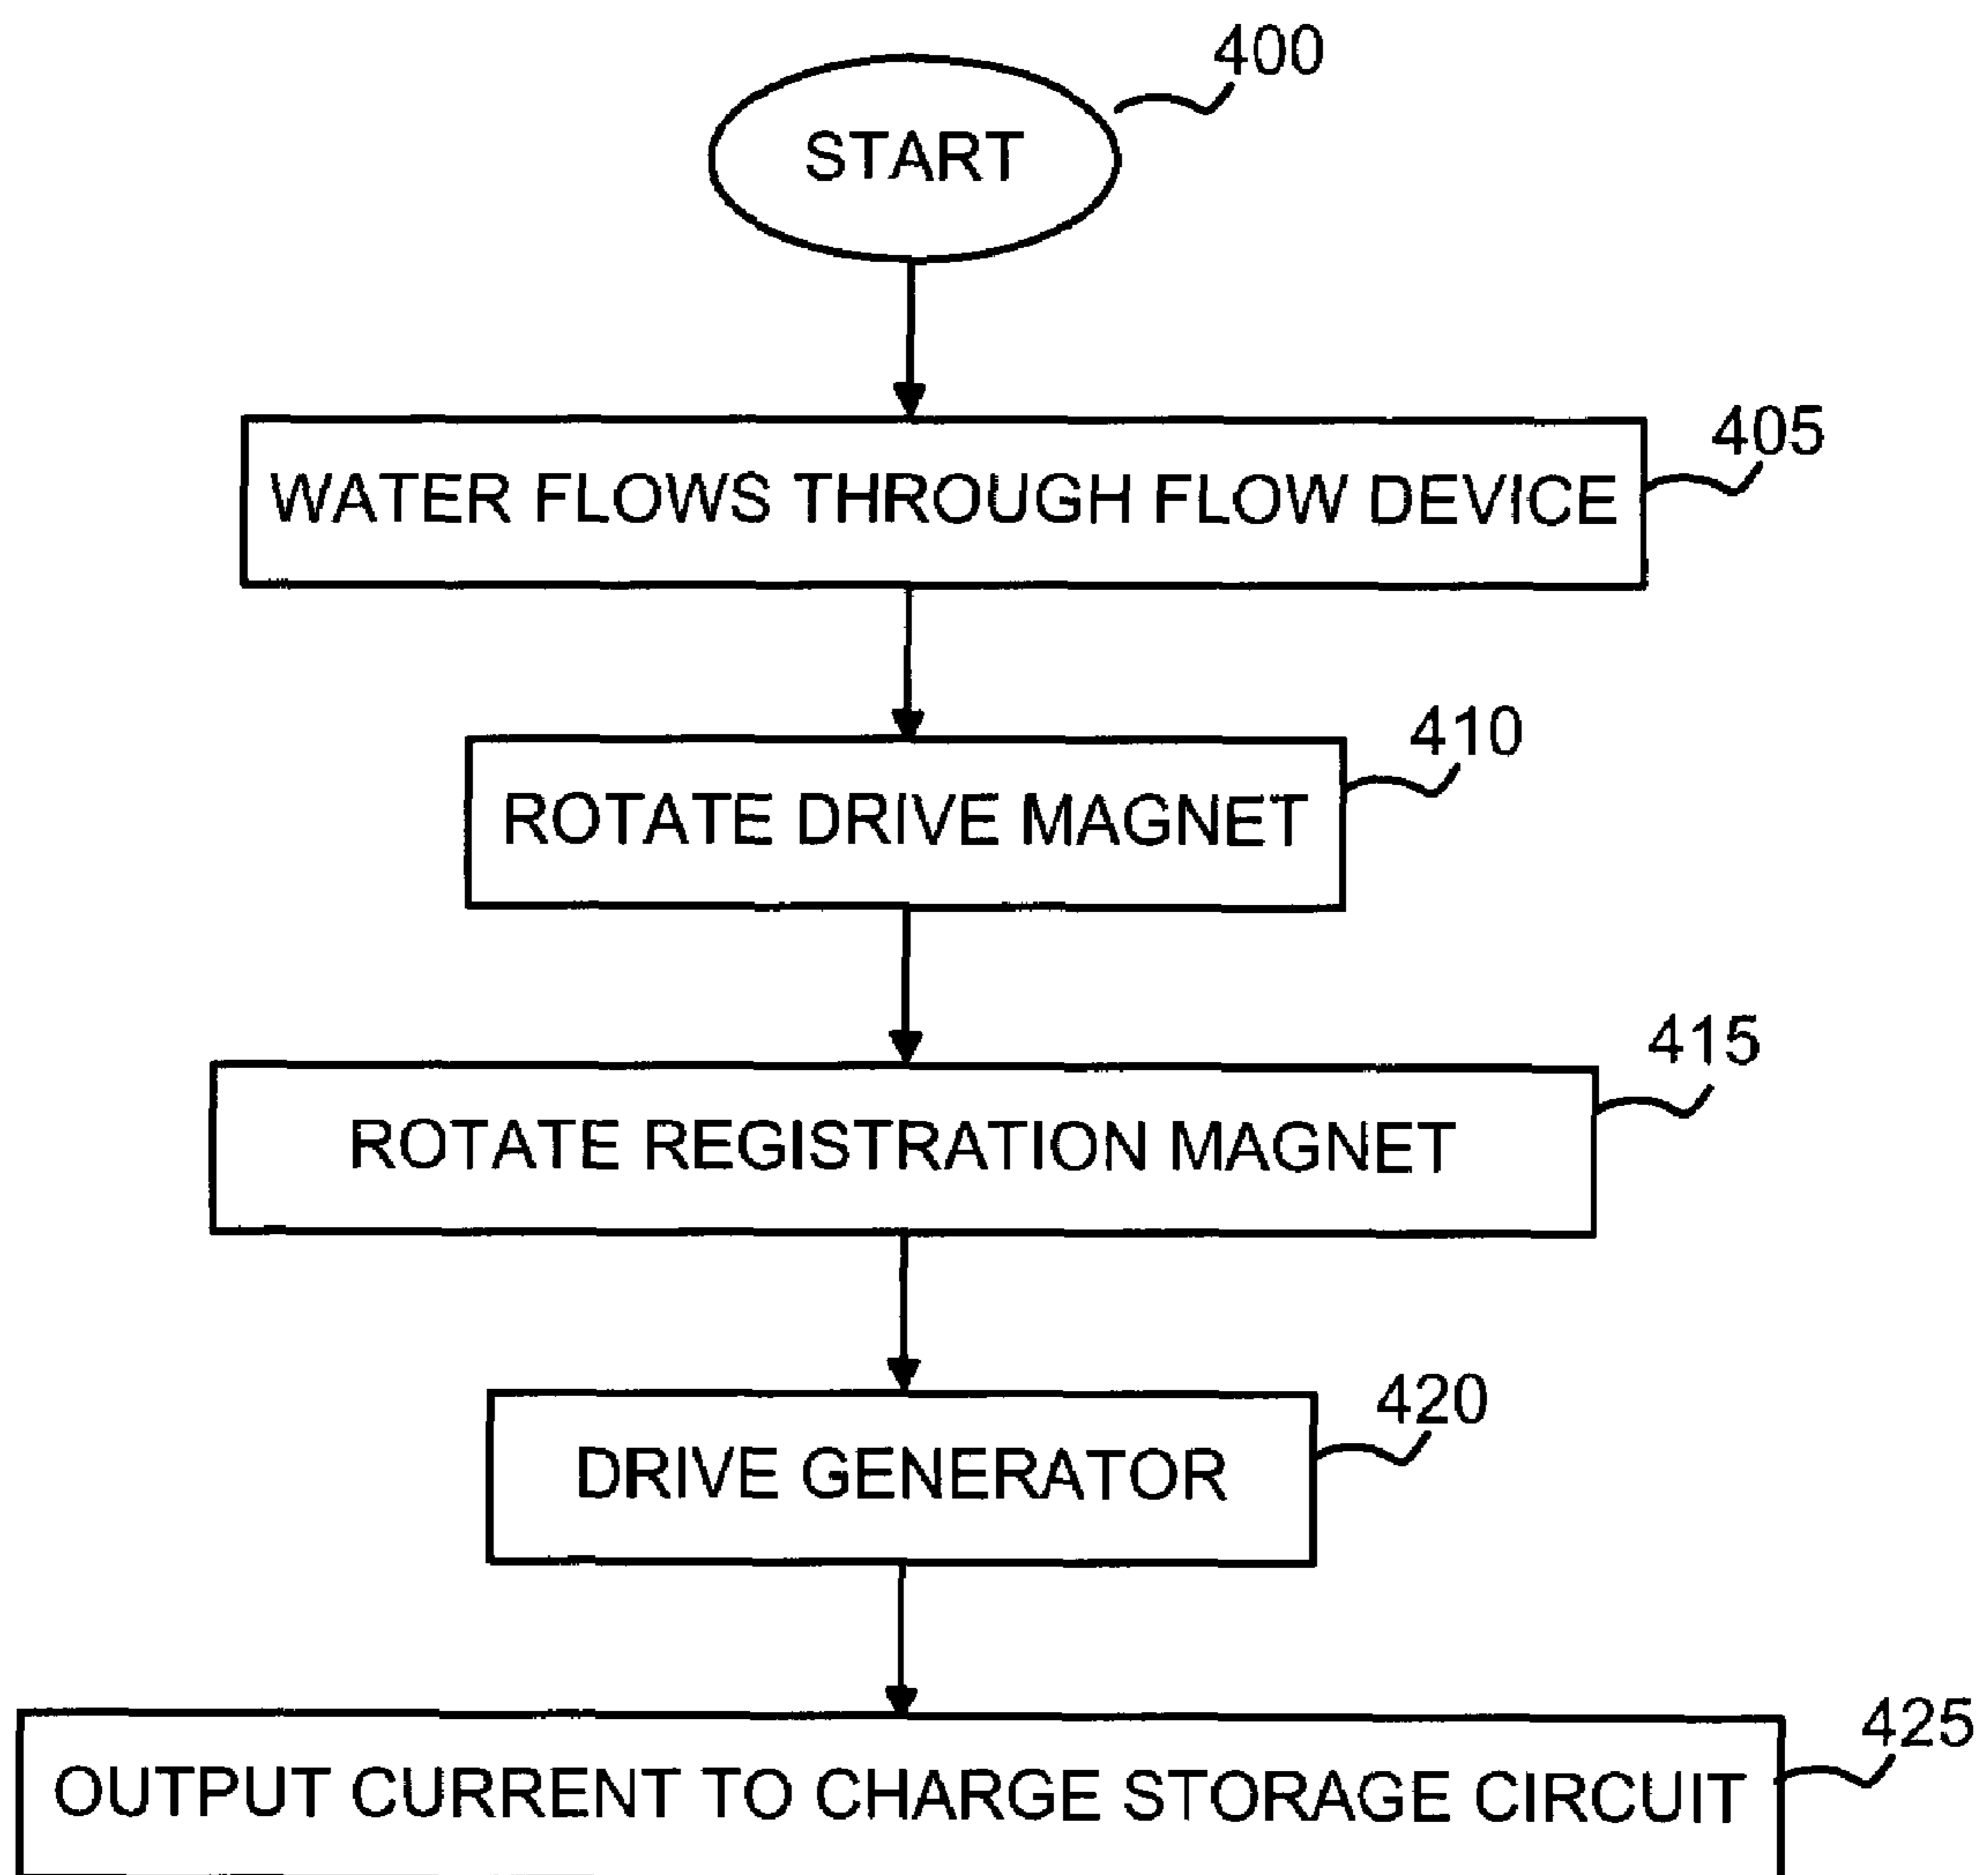 400
START
405
WATER FLOWS THROUGH FLOW DEVICE
410
ROTATE DRIVE MAGNET
415
ROTATE REGISTRATION MAGNET
420
DRIVE GENERATOR
425
OUTPUT CURRENT TO CHARGE STORAGE CIRCUIT